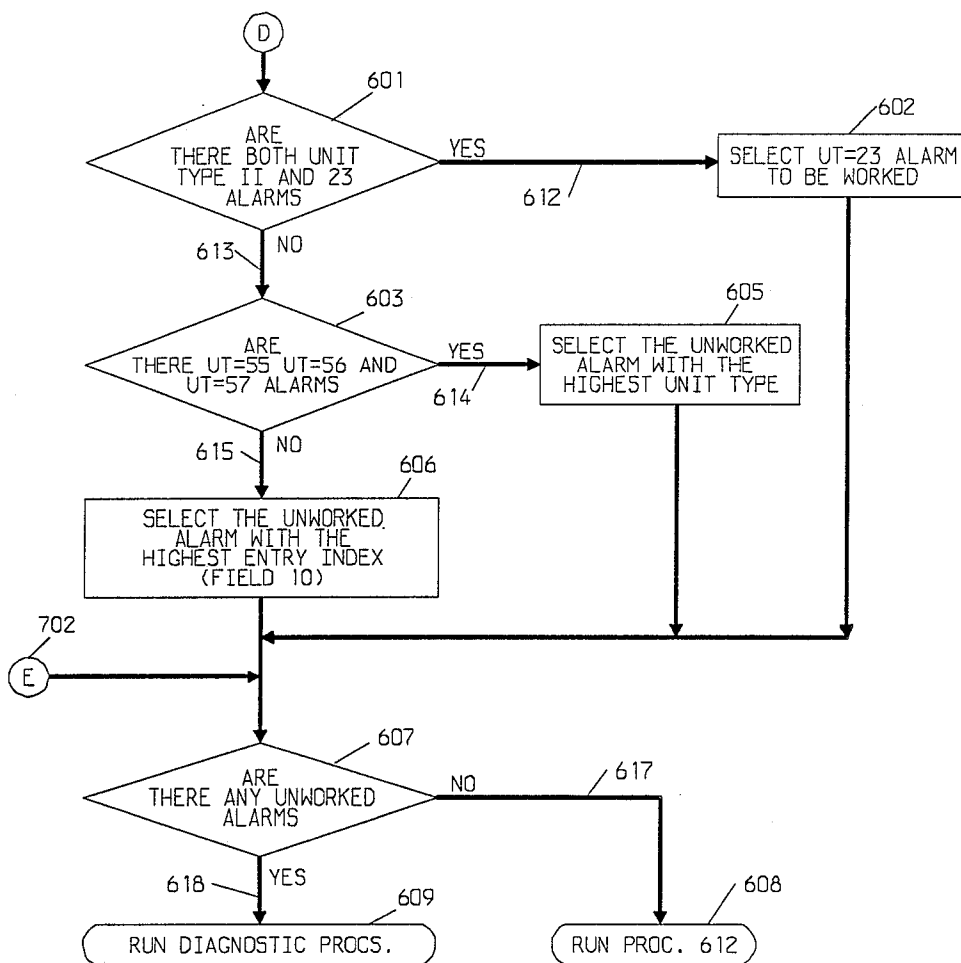 D
601
ARE
THERE BOTH UNIT
TYPE II AND 23
ALARMS
YES
612
602
SELECT UT=23 ALARM
TO BE WORKED
613
NO
603
ARE
THERE UT=55 UT=56 AND
UT=57 ALARMS
YES
614
605
SELECT THE UNWORKED
ALARM WITH THE
HIGHEST UNIT TYPE
615
NO
606
SELECT THE UNWORKED
ALARM WITH THE
HIGHEST ENTRY INDEX
(FIELD 10)
702
E
607
ARE
THERE ANY UNWORKED
ALARMS
NO
617
618
YES
609
RUN DIAGNOSTIC PROCS.
608
RUN PROC. 612